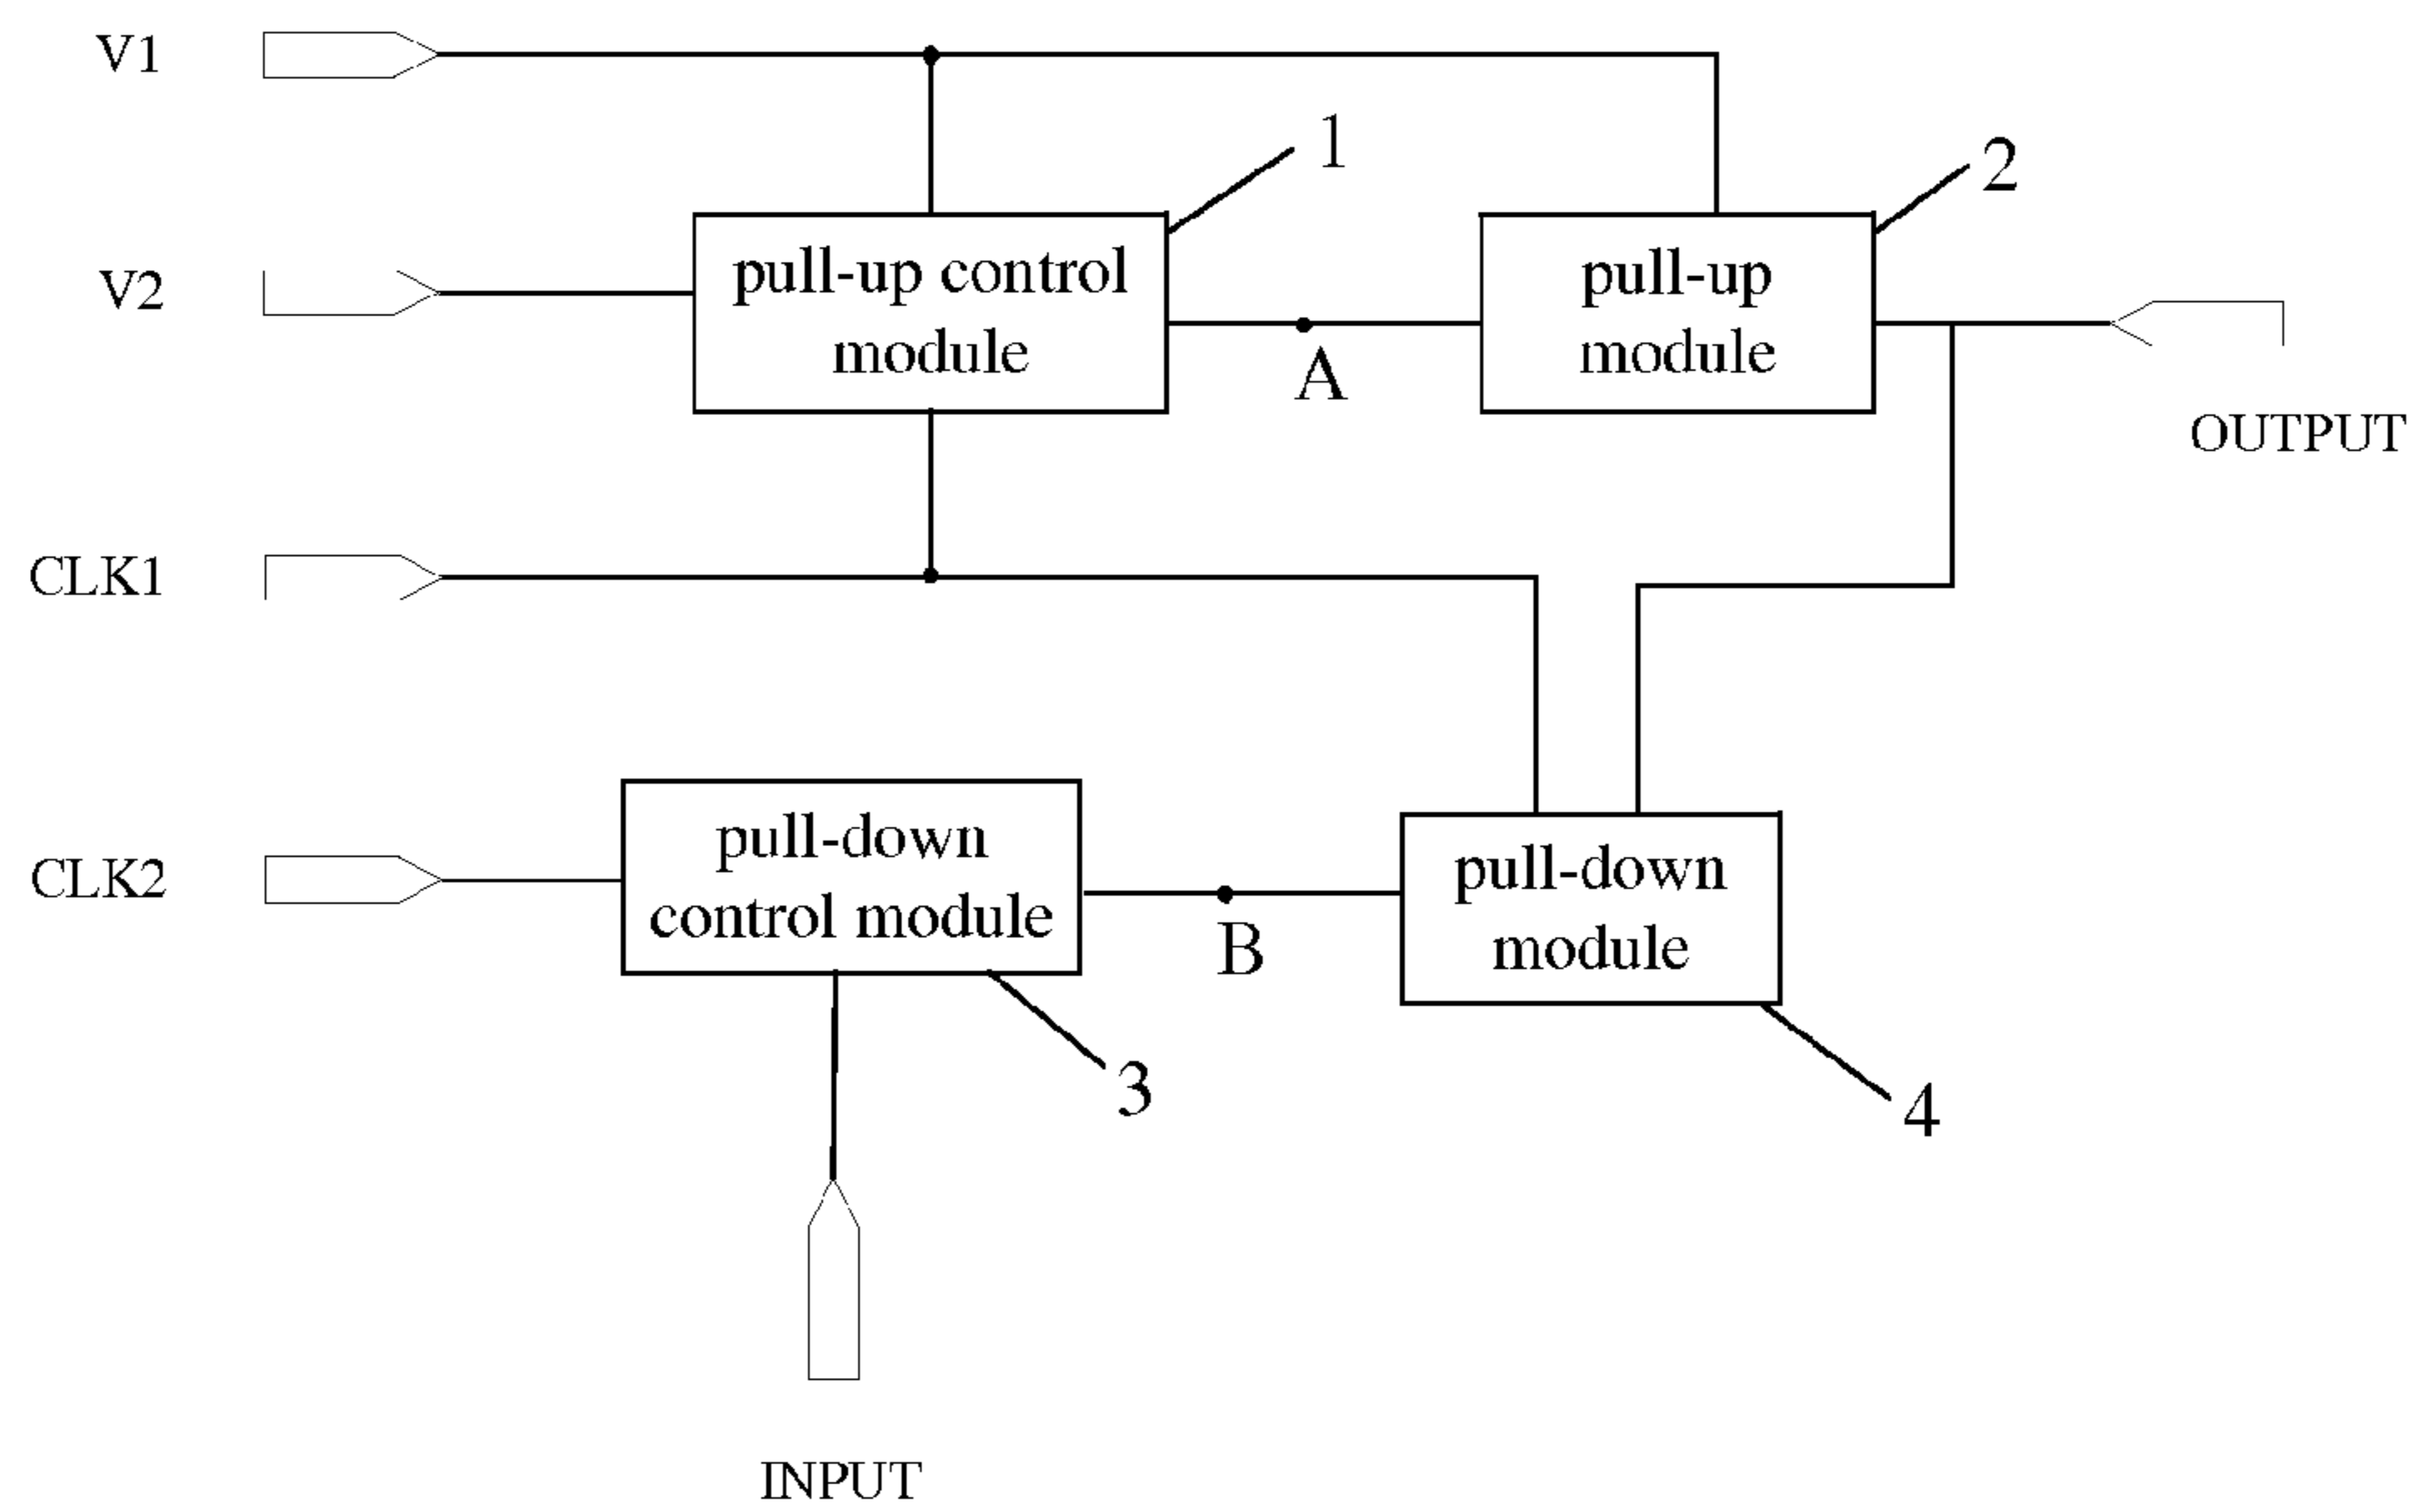 V1
1
2
V2
pull-up control
module
pull-up
module
A
OUTPUT
CLK1
CLK2
pull-down
control module
B
pull-down
module
3
4
INPUT